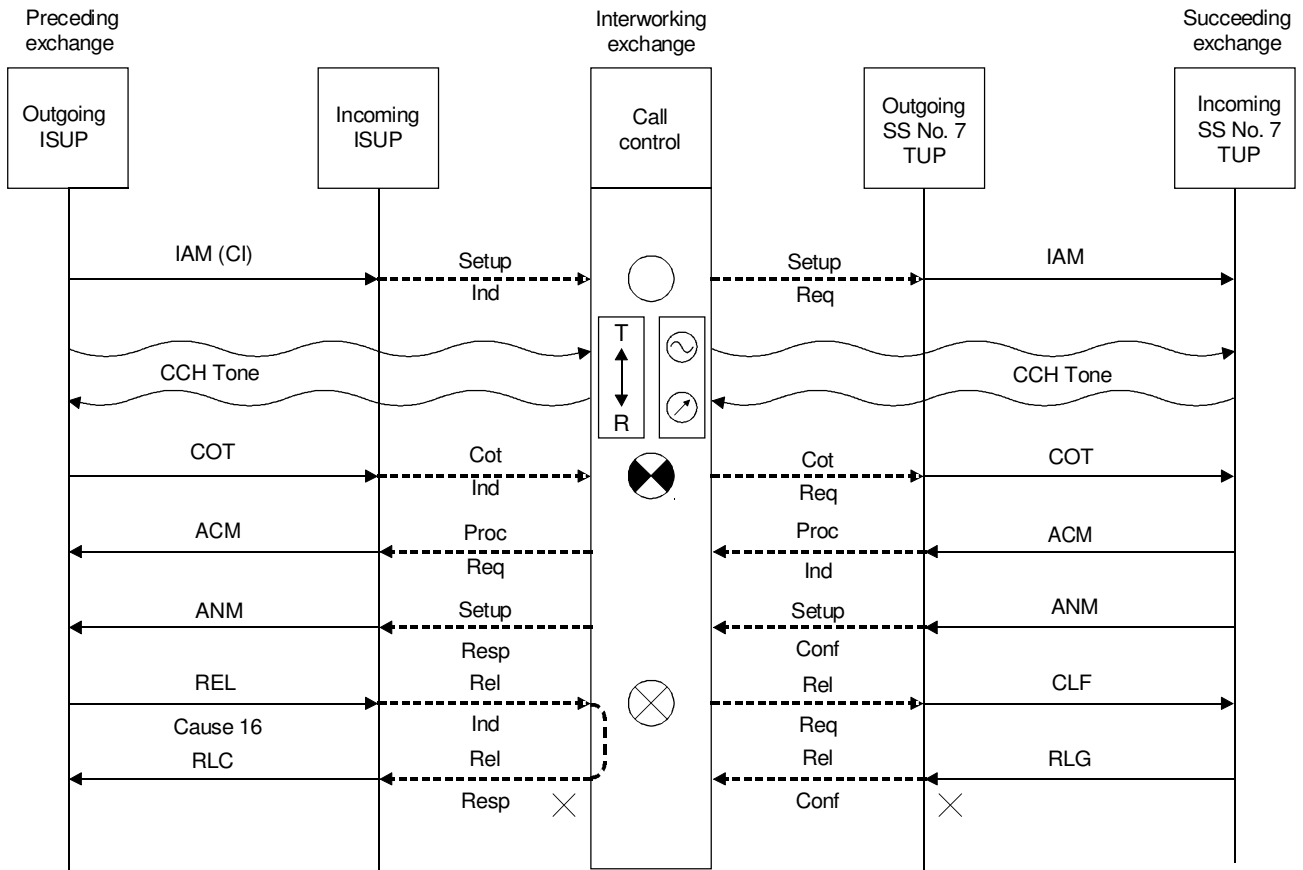 Preceding
exchange
Interworking
exchange
Succeeding
exchange
Outgoing
ISUP
Incoming
ISUP
Call
control
Outgoing
SS No. 7
TUP
Incoming
SS No. 7
TUP
IAM (CI)
Setup
Ind
Setup
Req
IAM
T
R
CCH Tone
CCH Tone
COT
Cot
Ind
Cot
Req
COT
ACM
Proc
Req
Proc
Ind
ACM
ANM
Setup
Resp
Setup
Conf
ANM
REL
Cause 16
Rel
Ind
Rel
Req
CLF
RLC
Rel
Resp
Rel
Conf
RLG